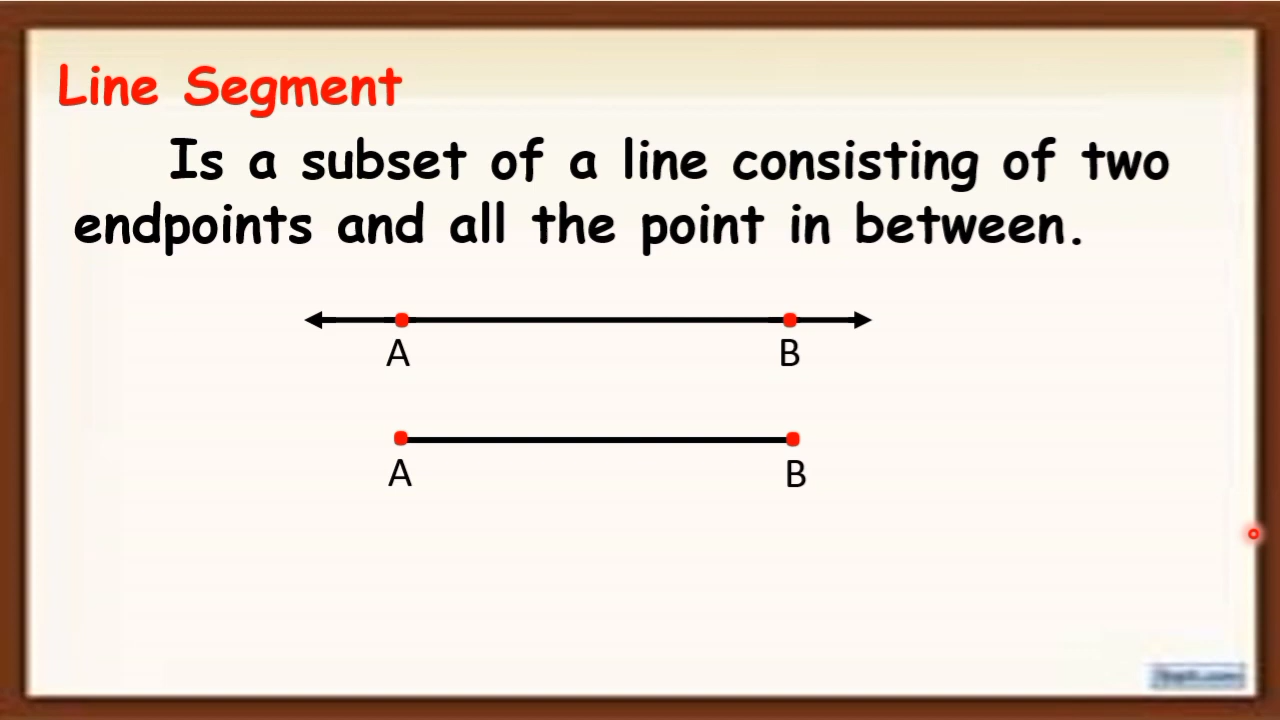 Line Segment
Is a subset of a line consisting of two
endpoints and all the point in between.
A B
A B